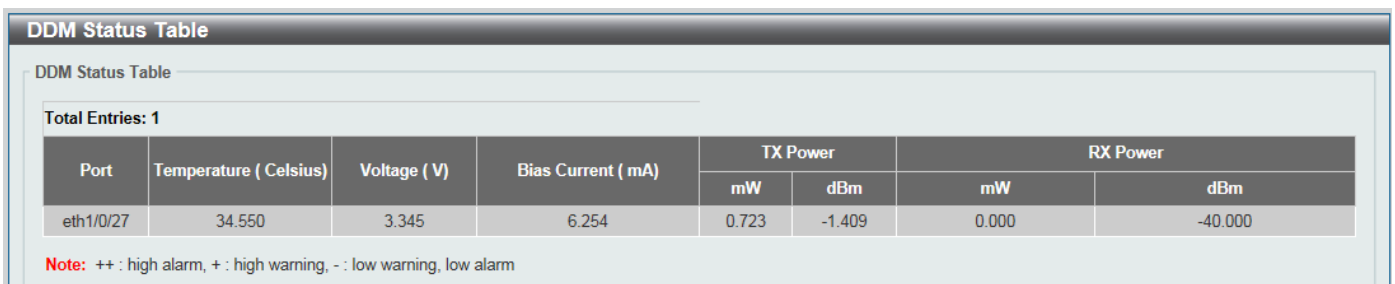 DDM Status Table
DDM Status Table
Total Entries: 1
Port Temperature ( Celsius) Voltage ( V) Bias Current ( mA) TX Power RX Power
mW dBm mW dBm
eth1/0/27 34.550 3.345 6.254 0.723 -1.409 0.000 -40.000
Note: ++ : high alarm, + : high warning, - : low warning, low alarm